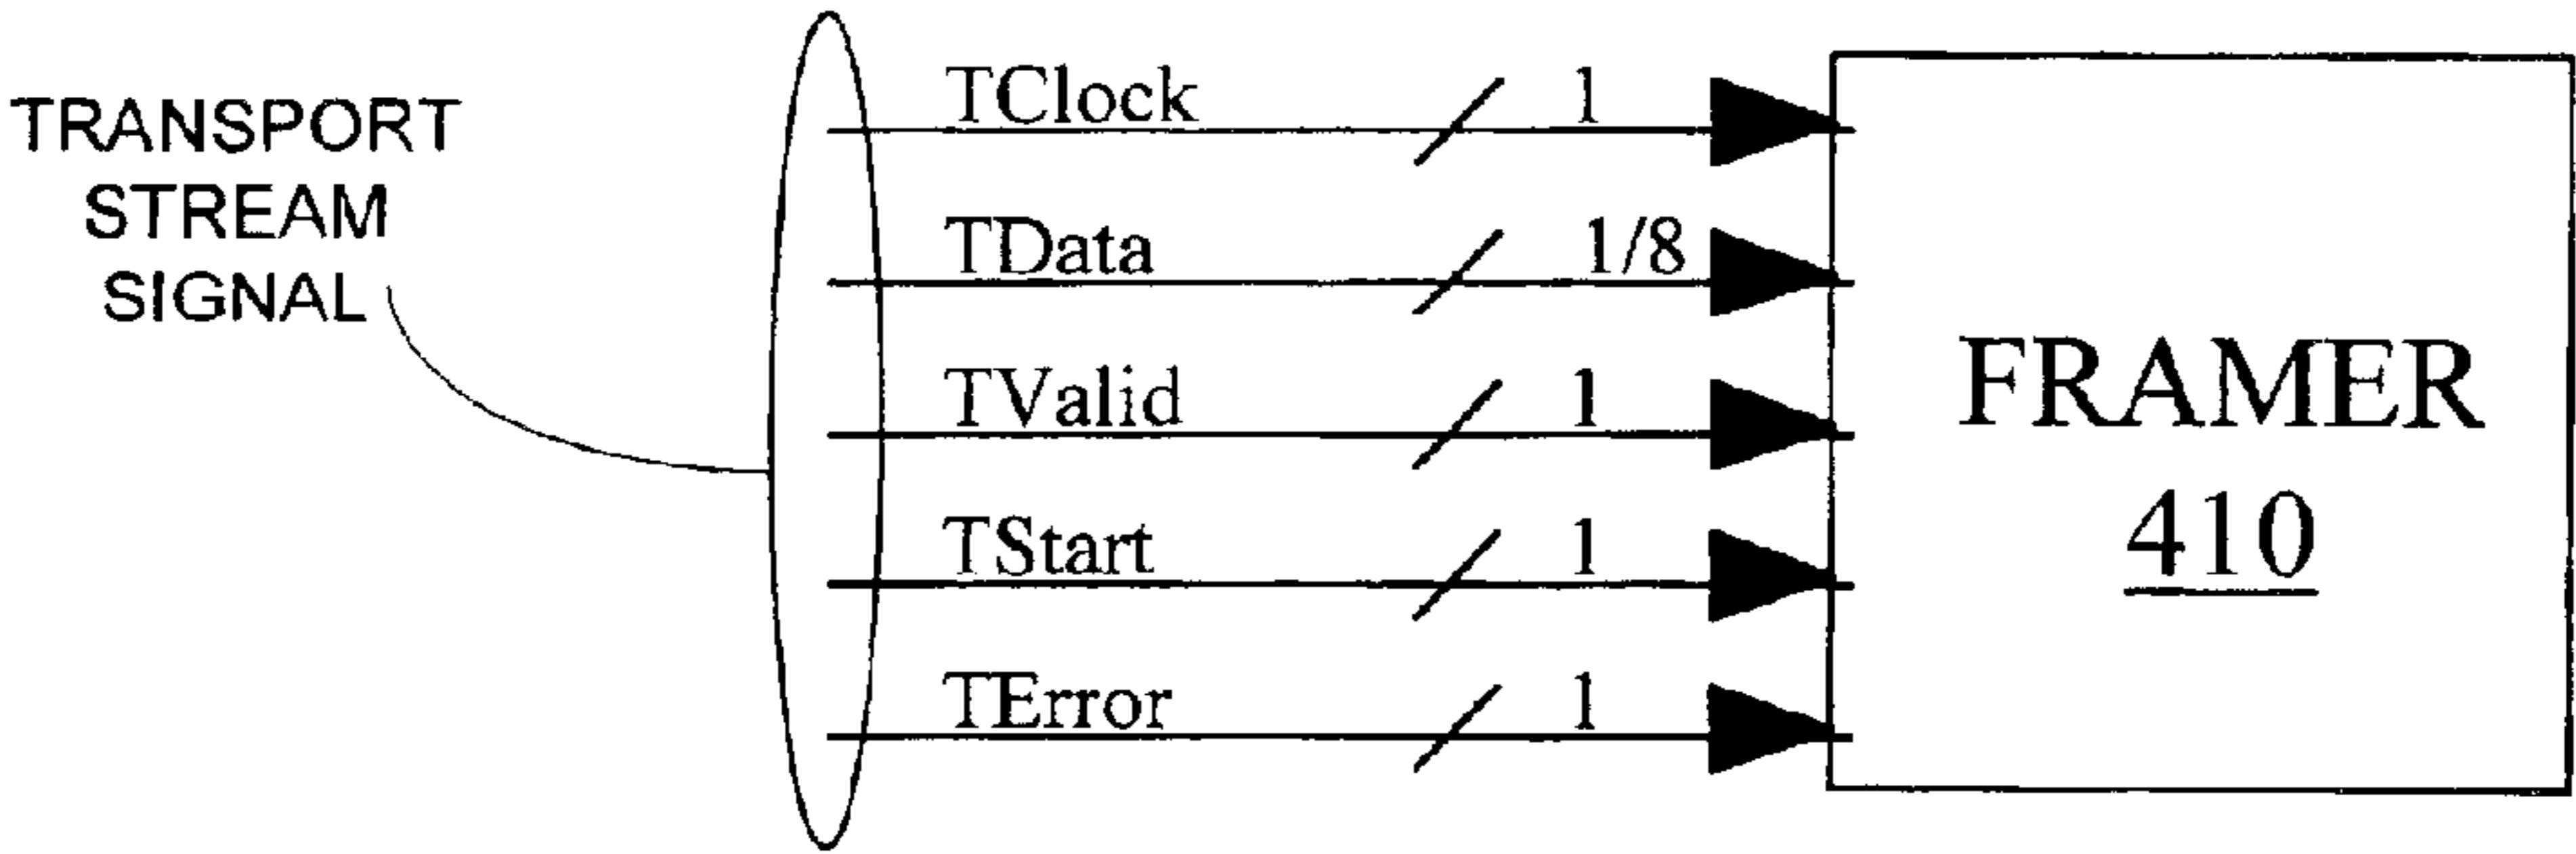 TRANSPORT
STREAM
SIGNAL
TClock 1
TData 1/8
TValid 1
TStart 1
TError 1
FRAMER
410